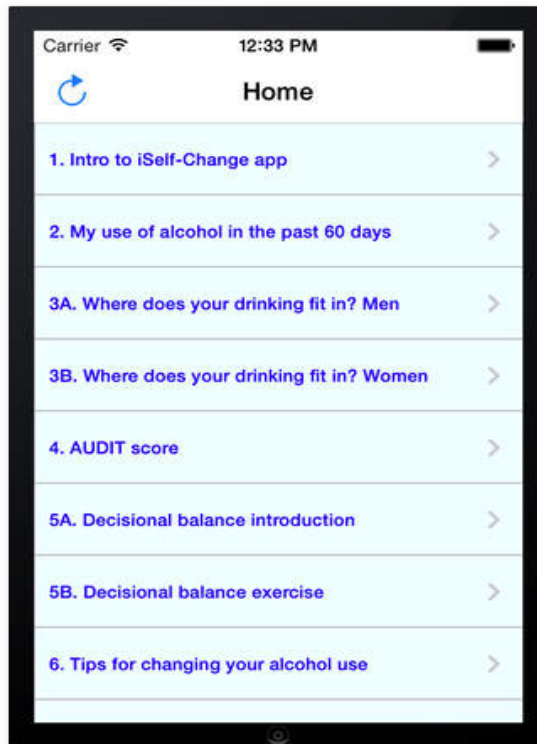 Carrier 12:33 PM
Home
1. Intro to iSelf-Change app
2. My use of alcohol in the past 60 days
3A. Where does your drinking fit in? Men
3B. Where does your drinking fit in? Women
4. AUDIT score
5A. Decisional balance introduction
5B. Decisional balance exercise
6. Tips for changing your alcohol use